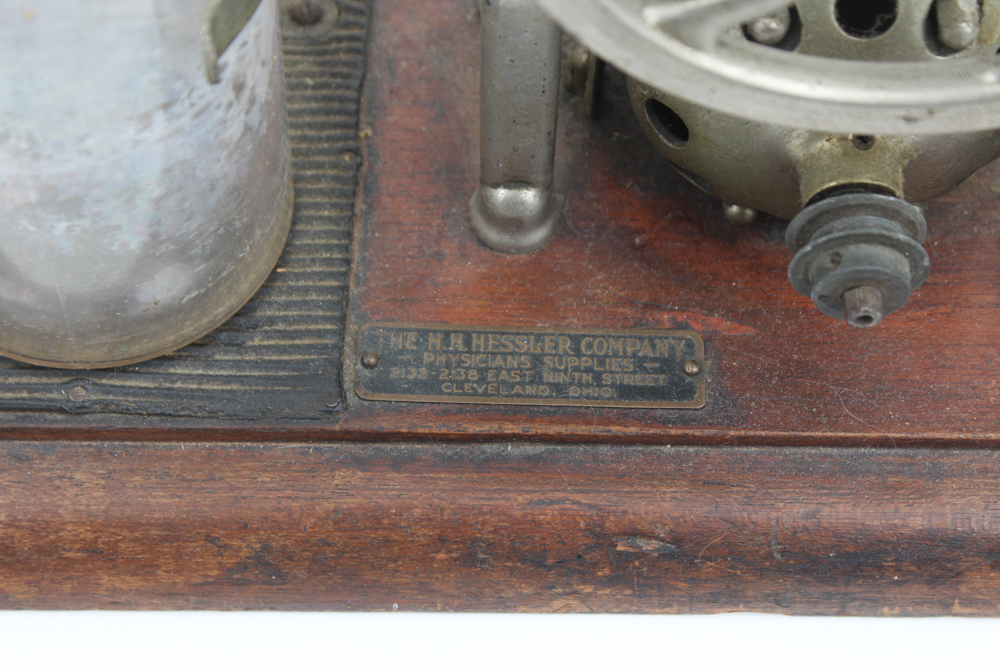 THE H. H. HESSLER COMPANY
— PHYSICIANS SUPPLIES —
2132-2138 EAST NINTH STREET
CLEVELAND, OHIO.